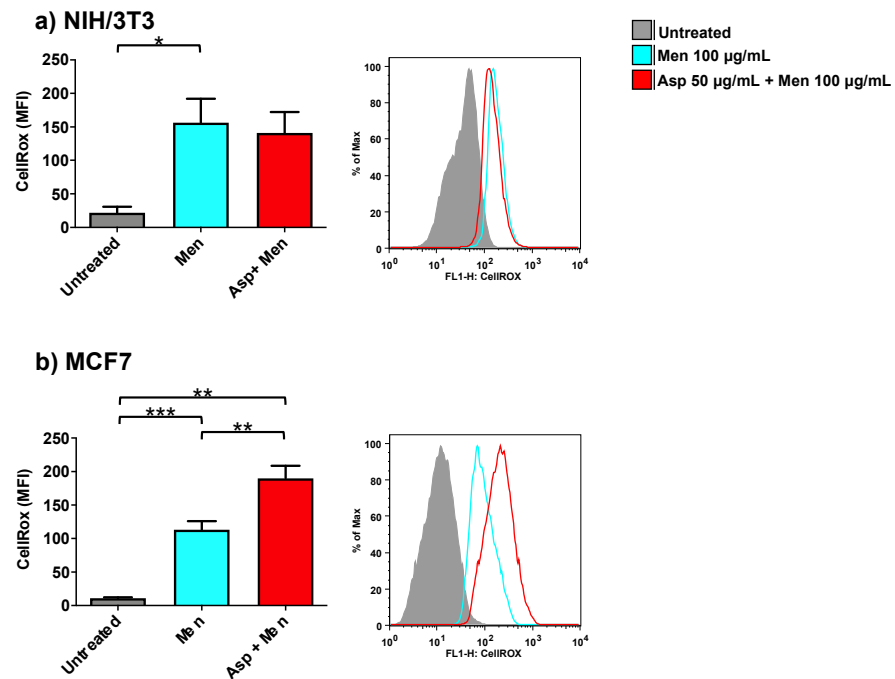 a) NIH/3T3
*
250
200
150
100
50
0
CellRox (MFI)
Untreated
Men
Asp+ Men
100
80
60
40
20
0
% of Max
10⁰ 10¹ 10² 10³ 10⁴
FL1-H: CellROX
Untreated
Men 100 µg/mL
Asp 50 µg/mL + Men 100 µg/mL
b) MCF7
**
*** **
250
200
150
100
50
0
CellRox (MFI)
Untreated
Men
Asp + Men
100
80
60
40
20
0
% of Max
10⁰ 10¹ 10² 10³ 10⁴
FL1-H: CellROX